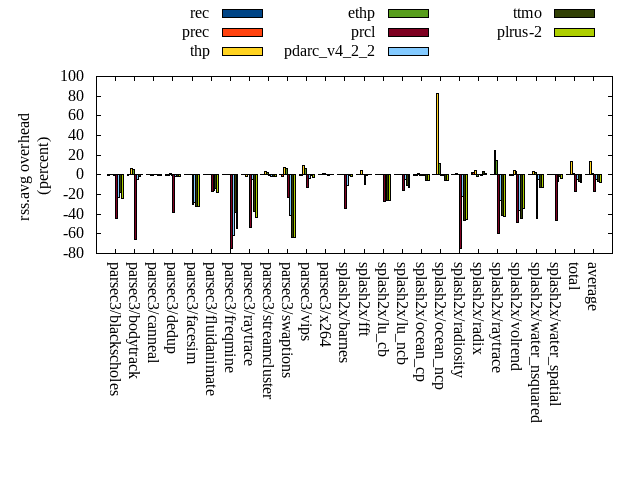 rec
prec
thp
ethp
prcl
pdarc_v4_2_2
ttmo
plrus-2
rss.avg overhead
(percent)
100
80
60
40
20
0
-20
-40
-60
-80
parsec3/blackscholes
parsec3/bodytrack
parsec3/canneal
parsec3/dedup
parsec3/facesim
parsec3/fluidanimate
parsec3/freqmine
parsec3/raytrace
parsec3/streamcluster
parsec3/swaptions
parsec3/vips
parsec3/x264
splash2x/barnes
splash2x/fft
splash2x/lu_cb
splash2x/lu_ncb
splash2x/ocean_cp
splash2x/ocean_ncp
splash2x/radiosity
splash2x/radix
splash2x/raytrace
splash2x/volrend
splash2x/water_nsquared
splash2x/water_spatial
total
average